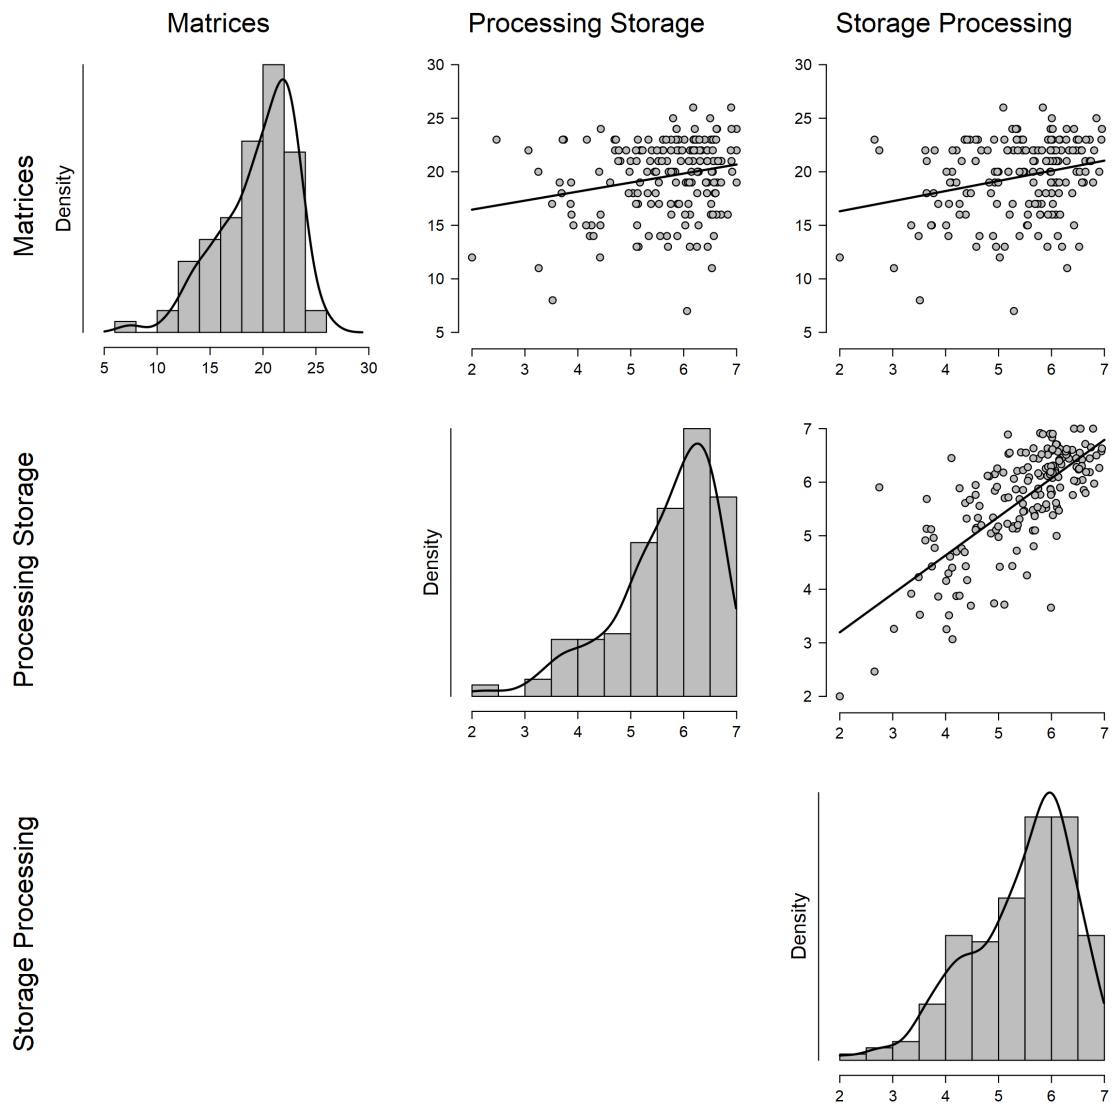 Matrices Processing Storage Storage Processing
Matrices
Density
5 10 15 20 25 30
30
25
20
15
10
5
2 3 4 5 6 7
30
25
20
15
10
5
2 3 4 5 6 7
Processing Storage
Density
2 3 4 5 6 7
7
6
5
4
3
2
2 3 4 5 6 7
Storage Processing
Density
2 3 4 5 6 7